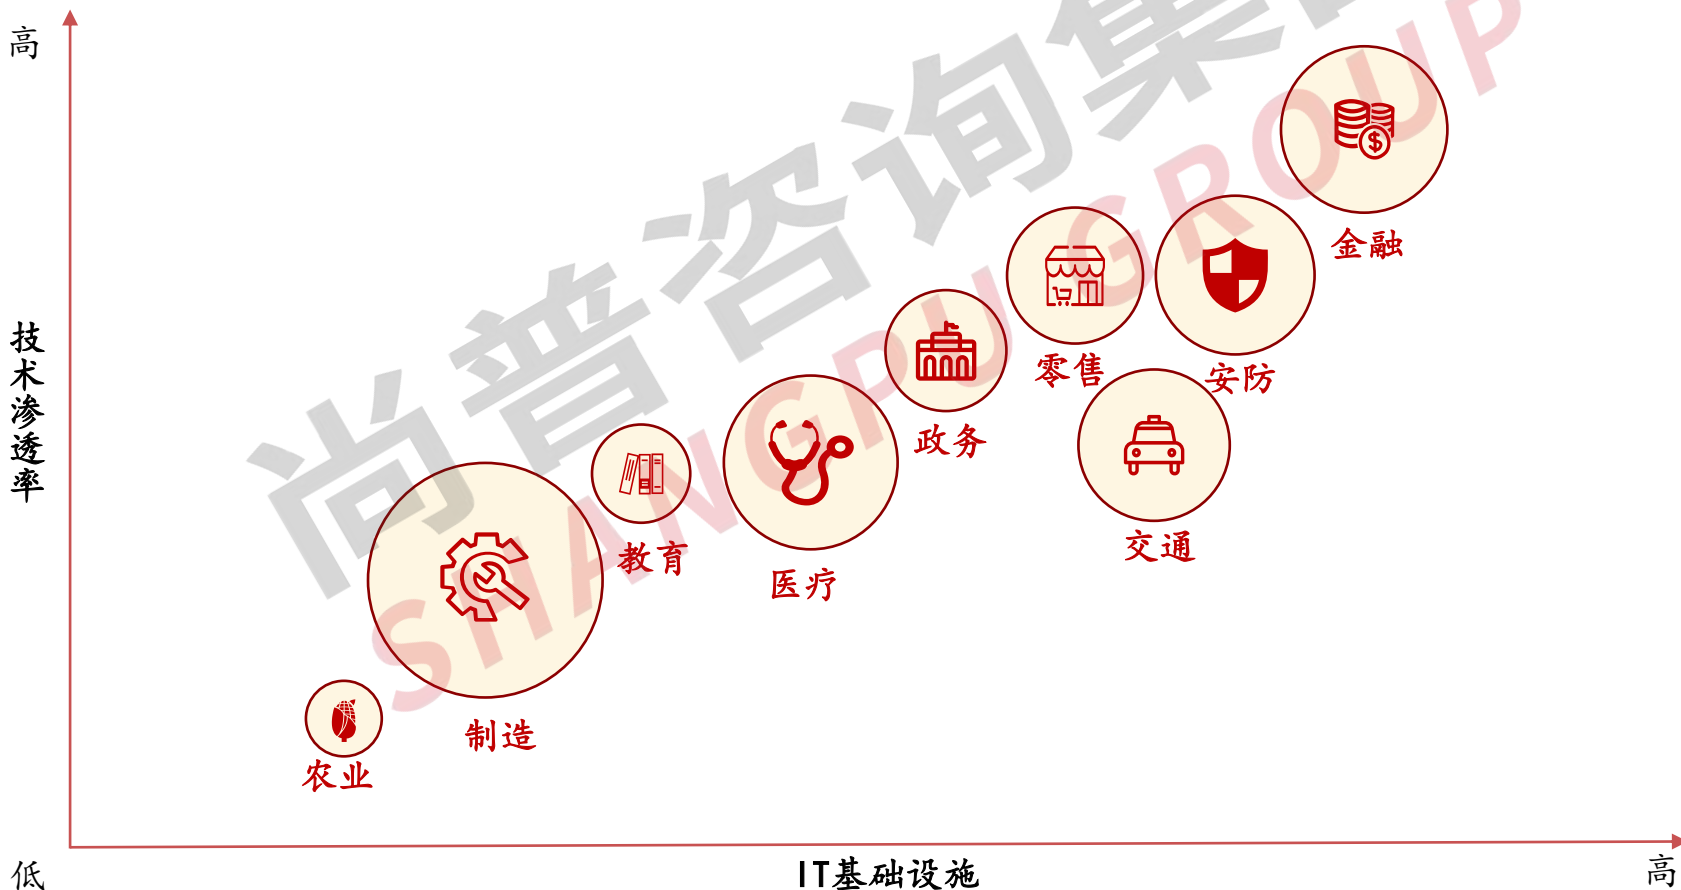 高
尚普咨询集
SHANGPU GROUP
金融
零售
安防
政务
技术渗透率
交通
教育
医疗
制造
农业
低
IT基础设施
高